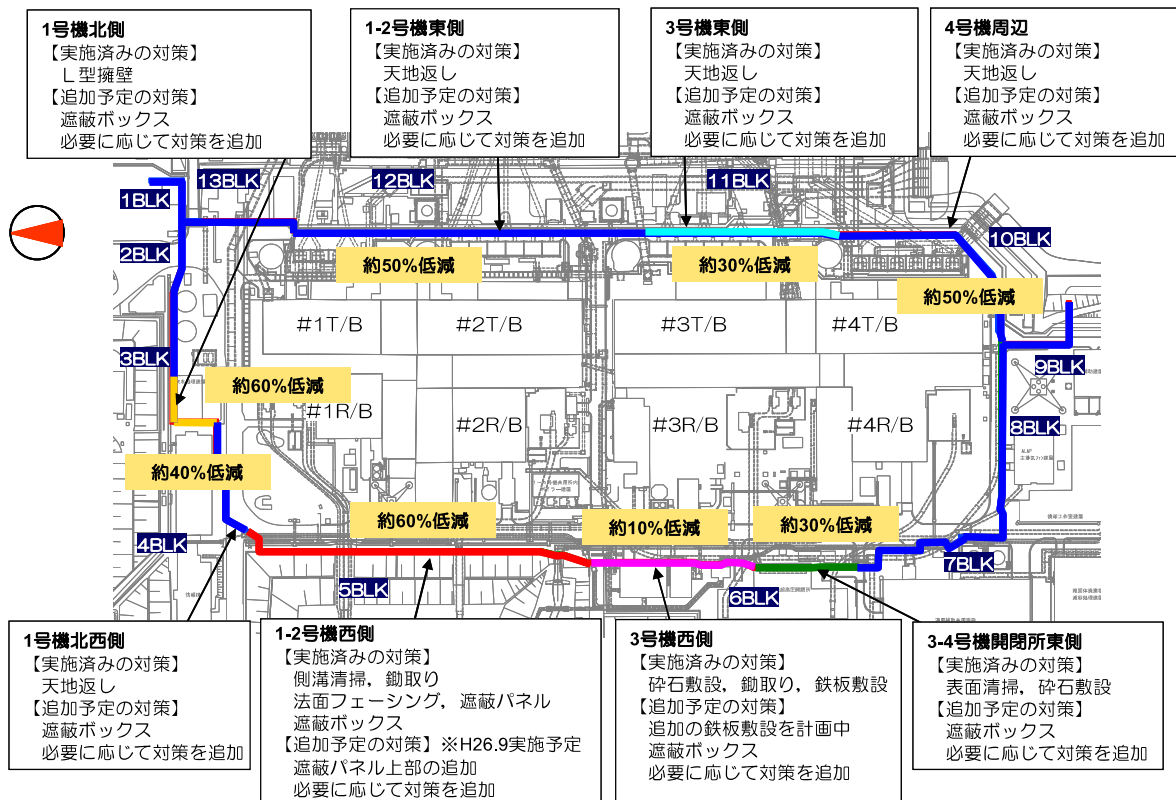 1号機北側
【実施済みの対策】
L型擁壁
【追加予定の対策】
遮蔽ボックス
必要に応じて対策を追加
1-2号機東側
【実施済みの対策】
天地返し
【追加予定の対策】
遮蔽ボックス
必要に応じて対策を追加
3号機東側
【実施済みの対策】
天地返し
【追加予定の対策】
遮蔽ボックス
必要に応じて対策を追加
4号機周辺
【実施済みの対策】
天地返し
【追加予定の対策】
遮蔽ボックス
必要に応じて対策を追加
1BLK
13BLK
12BLK
11BLK
10BLK
2BLK
約50%低減
約30%低減
約50%低減
#1T/B
#2T/B
#3T/B
#4T/B
3BLK
9BLK
約60%低減
#1R/B
#2R/B
#3R/B
#4R/B
8BLK
約40%低減
約60%低減
約10%低減
約30%低減
4BLK
5BLK
6BLK
7BLK
1号機北西側
【実施済みの対策】
天地返し
【追加予定の対策】
遮蔽ボックス
必要に応じて対策を追加
1-2号機西側
【実施済みの対策】
側溝清掃，鋤取り
法面フェーシング，遮蔽パネル
遮蔽ボックス
【追加予定の対策】※H26.9実施予定
遮蔽パネル上部の追加
必要に応じて対策を追加
3号機西側
【実施済みの対策】
砕石敷設，鋤取り，鉄板敷設
【追加予定の対策】
追加の鉄板敷設を計画中
遮蔽ボックス
必要に応じて対策を追加
3-4号機開閉所東側
【実施済みの対策】
表面清掃，砕石敷設
【追加予定の対策】
遮蔽ボックス
必要に応じて対策を追加